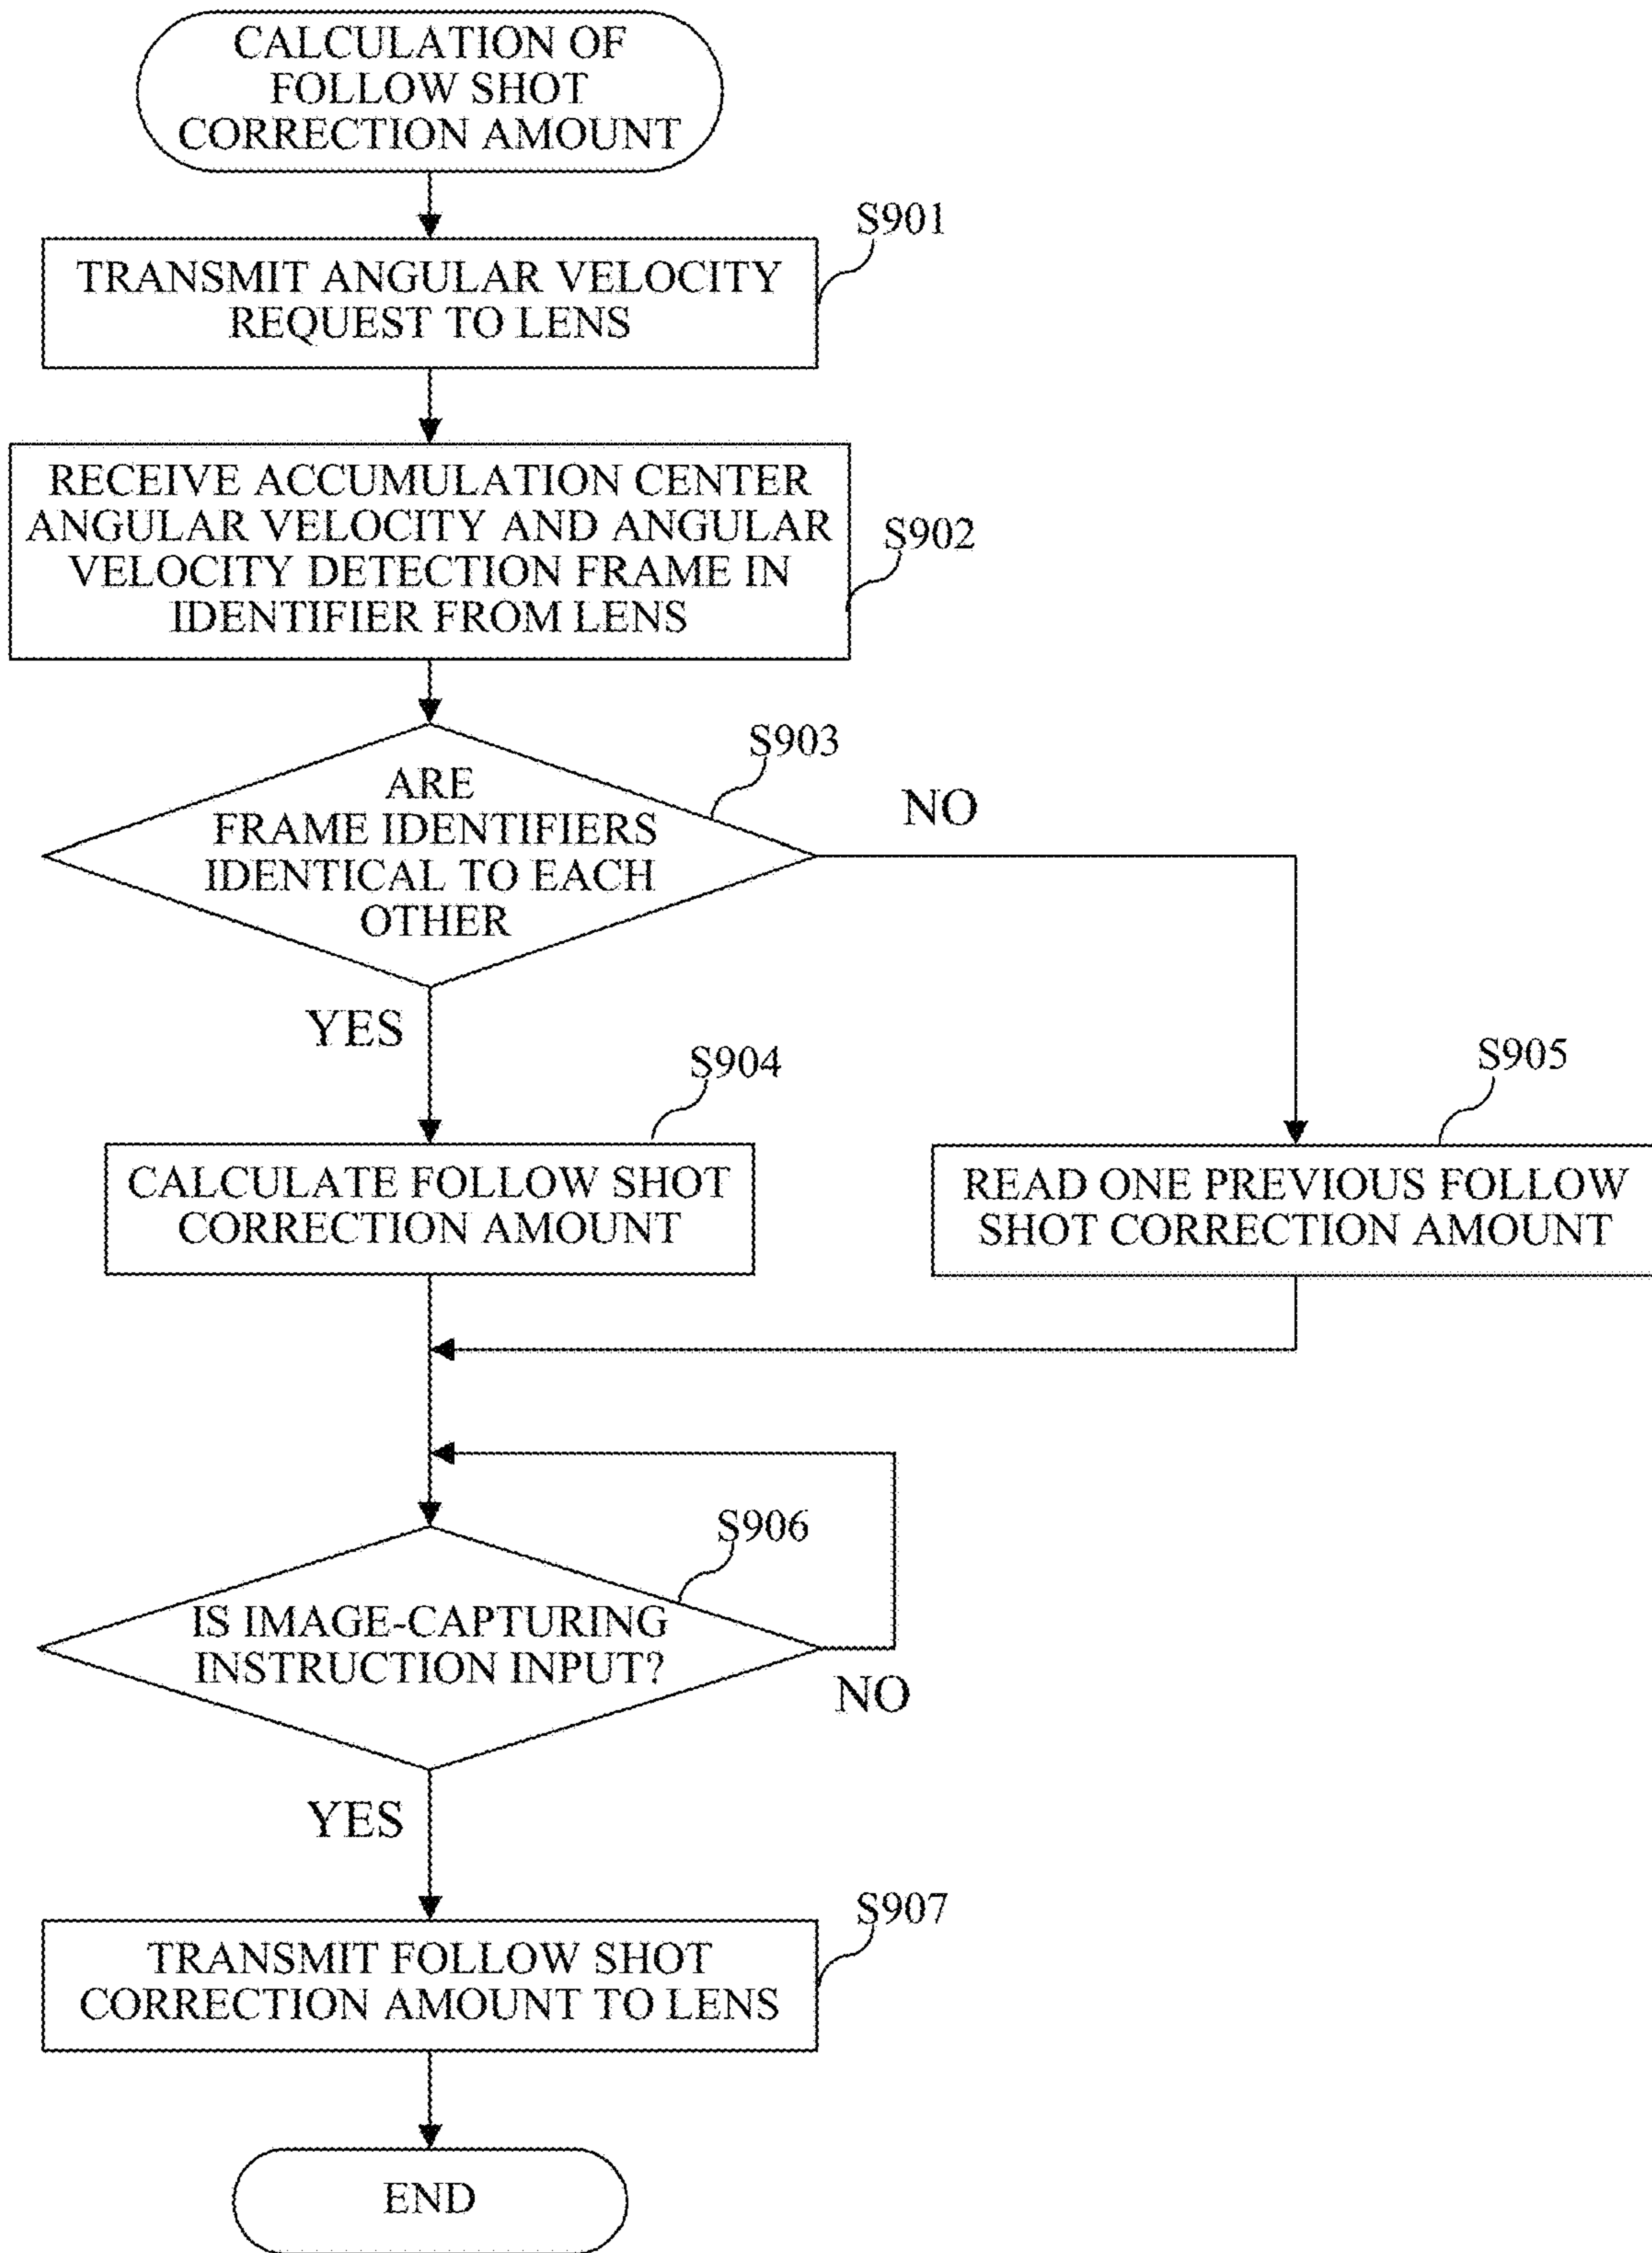 CALCULATION OF
FOLLOW SHOT
CORRECTION AMOUNT
S901
TRANSMIT ANGULAR VELOCITY
REQUEST TO LENS
S902
RECEIVE ACCUMULATION CENTER
ANGULAR VELOCITY AND ANGULAR
VELOCITY DETECTION FRAME IN
IDENTIFIER FROM LENS
S903
ARE
FRAME IDENTIFIERS
IDENTICAL TO EACH
OTHER
NO
YES
S904
CALCULATE FOLLOW SHOT
CORRECTION AMOUNT
S905
READ ONE PREVIOUS FOLLOW
SHOT CORRECTION AMOUNT
S906
IS IMAGE-CAPTURING
INSTRUCTION INPUT?
NO
YES
S907
TRANSMIT FOLLOW SHOT
CORRECTION AMOUNT TO LENS
END